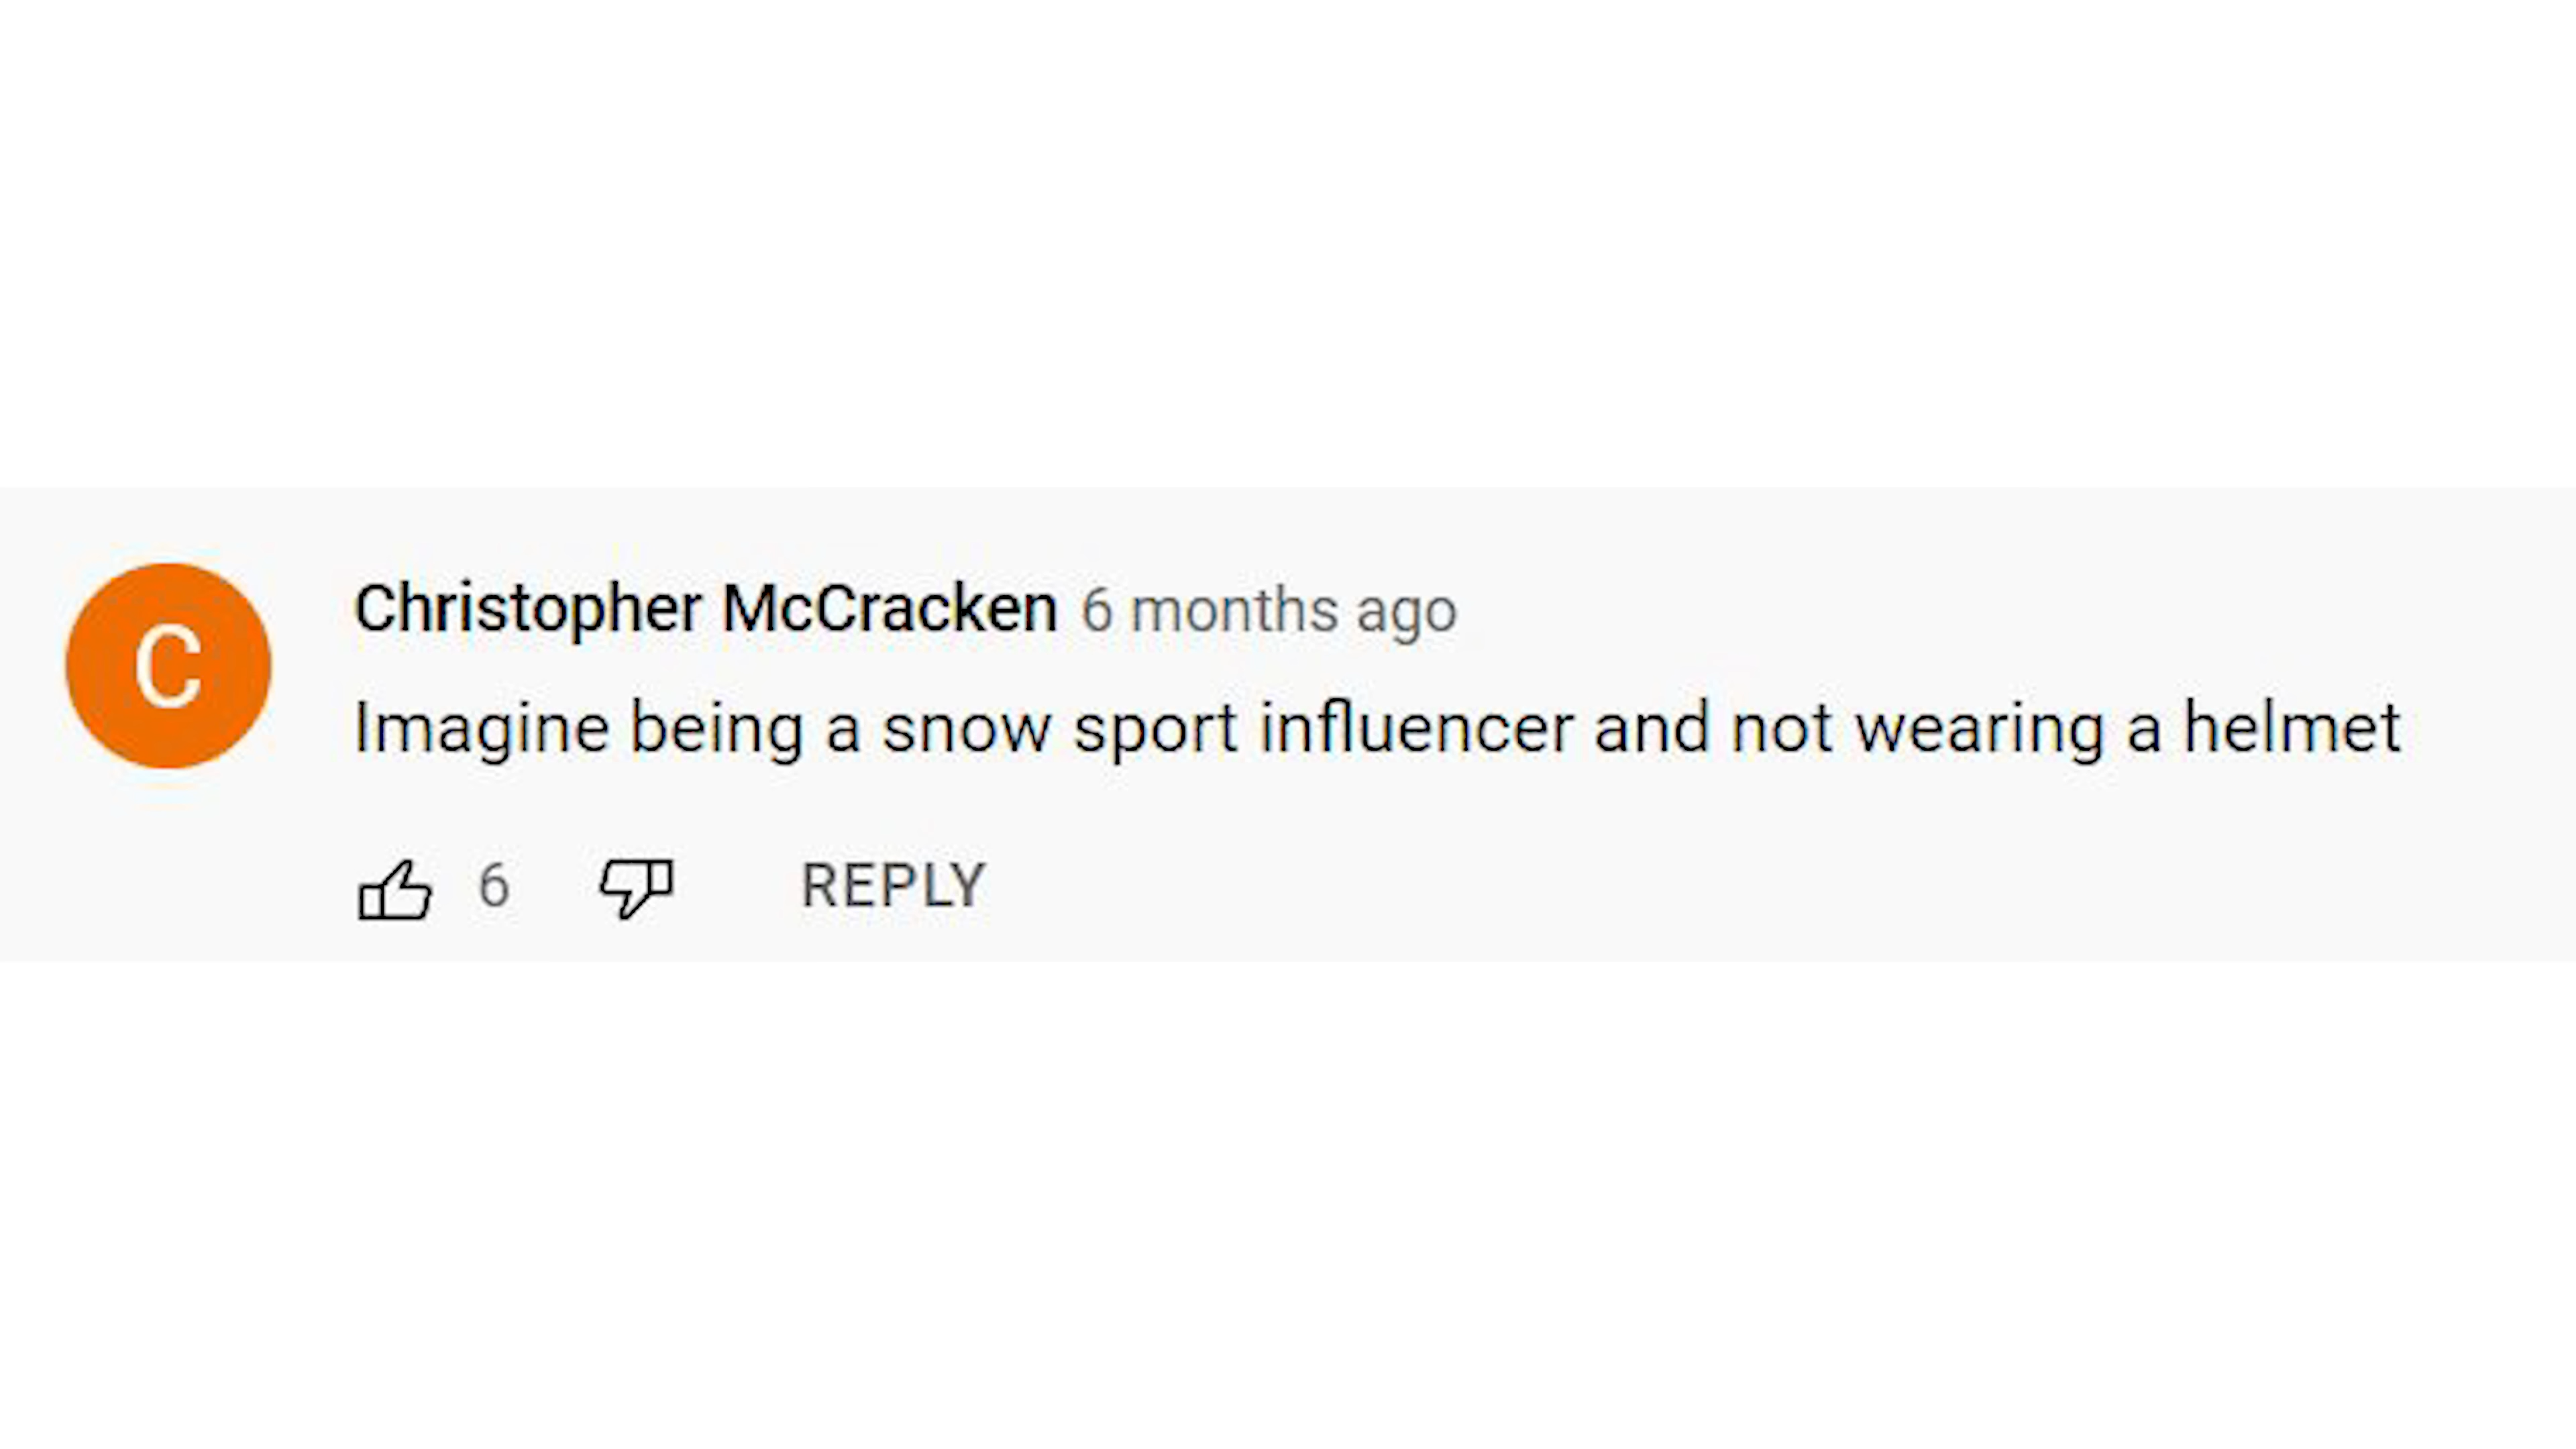 C
Christopher McCracken 6 months ago
Imagine being a snow sport influencer and not wearing a helmet
6 REPLY